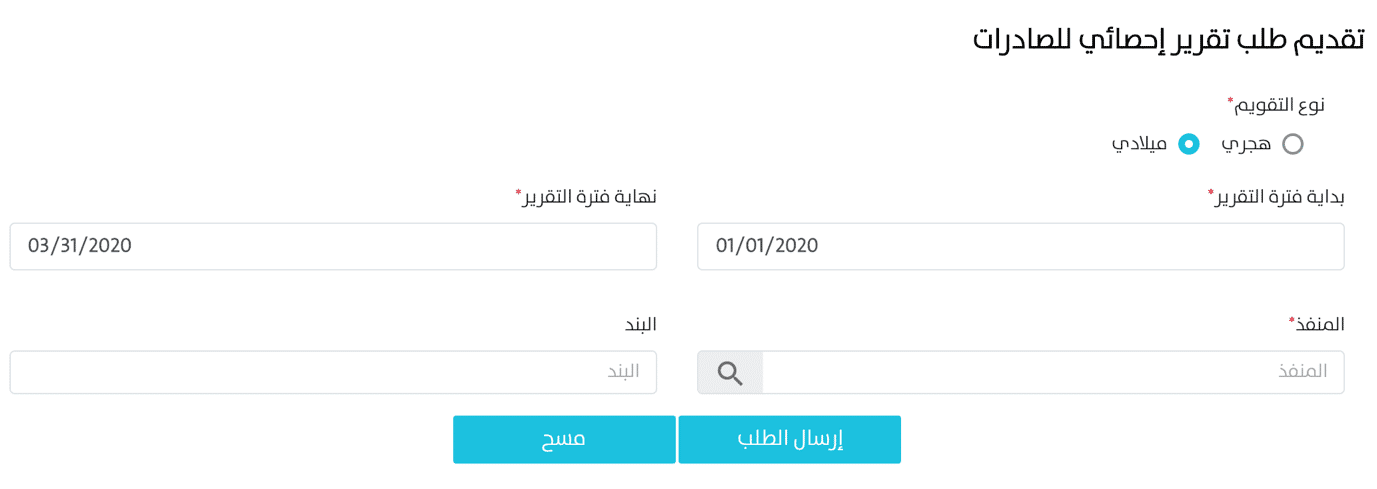 تقديم طلب تقرير إحصائي للصادرات
نوع التقويم*
هجري ميلادي
بداية فترة التقرير* نهاية فترة التقرير*
01/01/2020 03/31/2020
المنفذ* البند
المنفذ البند
إرسال الطلب مسح